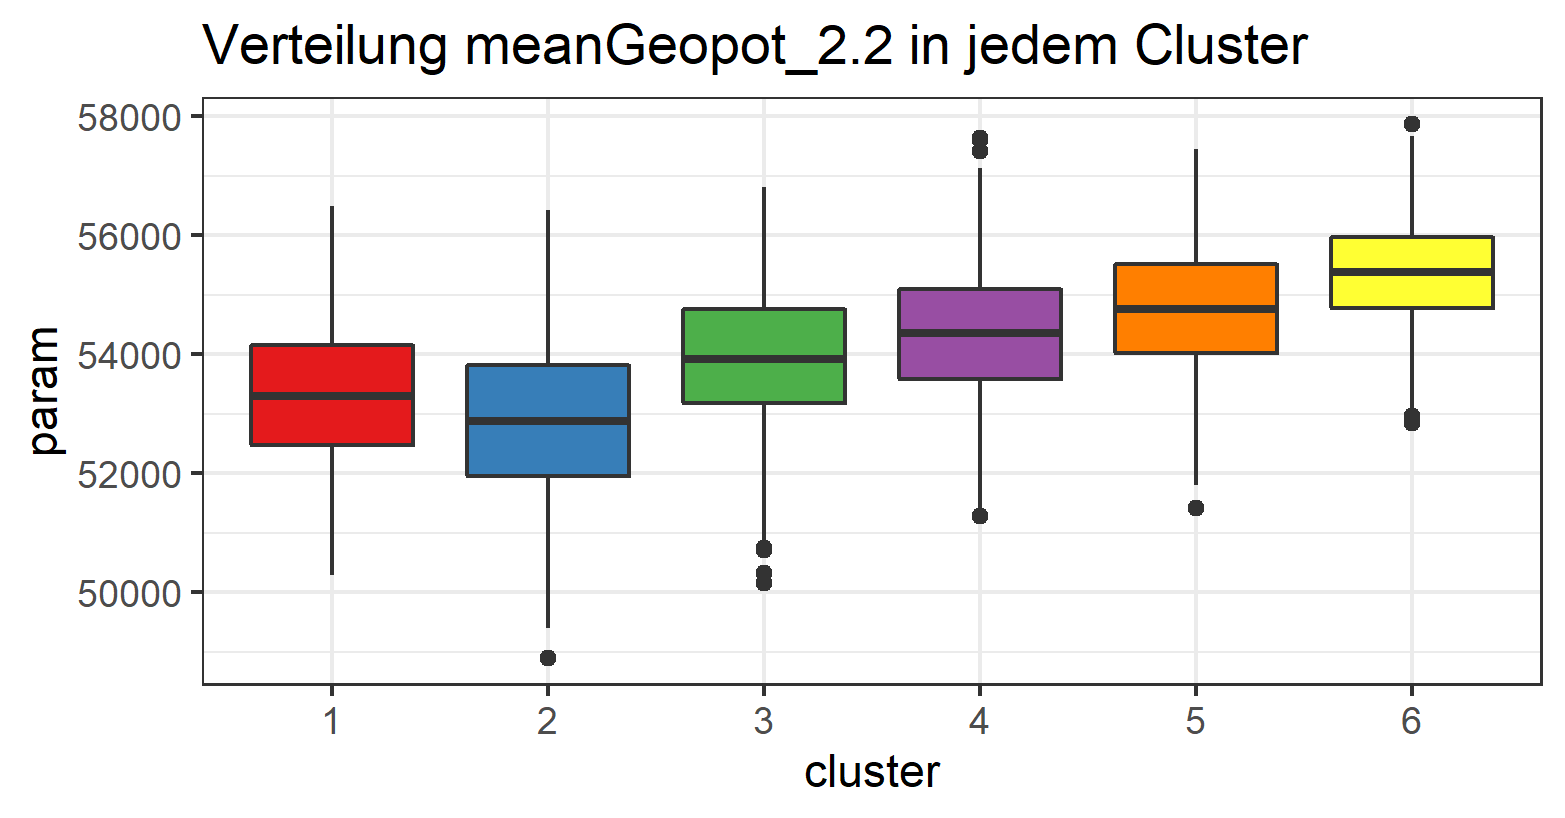 Verteilung meanGeopot_2.2 in jedem Cluster
58000
56000
54000
52000
50000
param
1 2 3 4 5 6
cluster